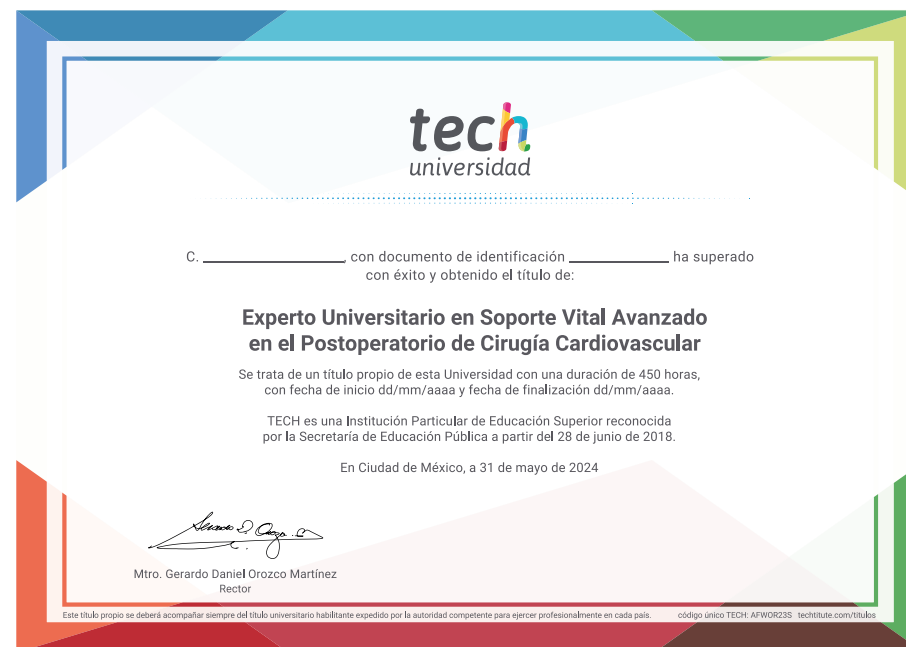 tech
universidad
C. ____________________, con documento de identificación ______________ ha superado
con éxito y obtenido el título de:
Experto Universitario en Soporte Vital Avanzado
en el Postoperatorio de Cirugía Cardiovascular
Se trata de un título propio de esta Universidad con una duración de 450 horas,
con fecha de inicio dd/mm/aaaa y fecha de finalización dd/mm/aaaa.
TECH es una Institución Particular de Educación Superior reconocida
por la Secretaría de Educación Pública a partir del 28 de junio de 2018.
En Ciudad de México, a 31 de mayo de 2024
Mtro. Gerardo Daniel Orozco Martínez
Rector
Este título propio se deberá acompañar siempre del título universitario habilitante expedido por la autoridad competente para ejercer profesionalmente en cada país. código único TECH: AFWOR23S techtitute.com/titulos